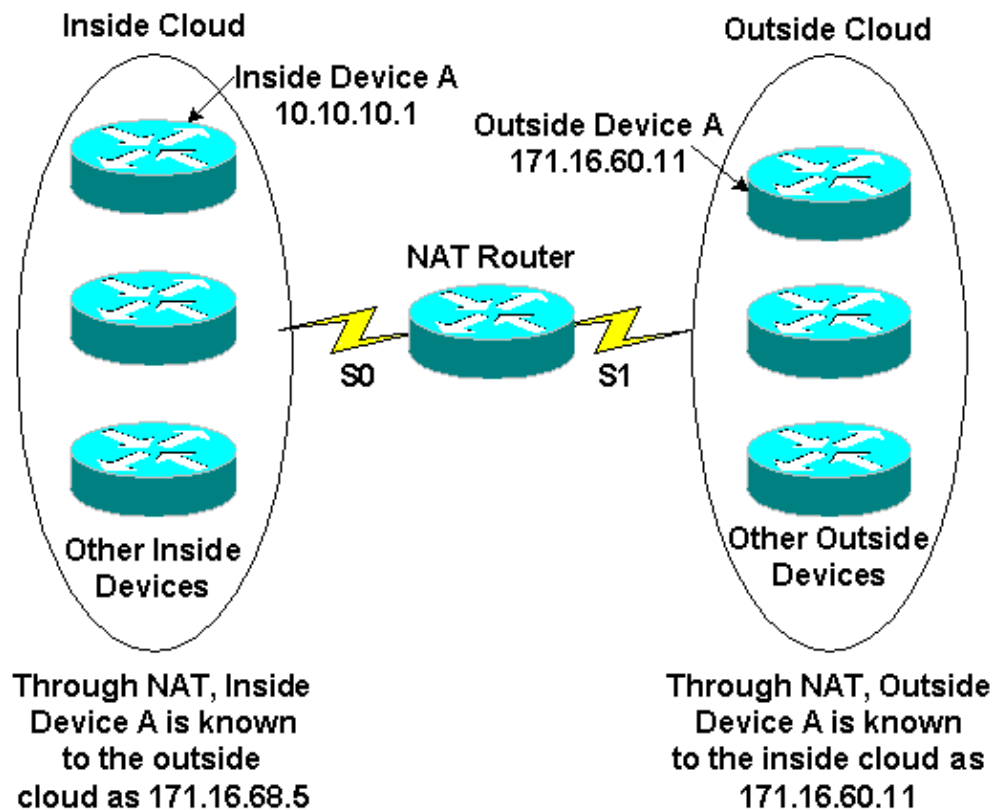 Inside Cloud
Inside Device A
10.10.10.1
Outside Cloud
Outside Device A
171.16.60.11
NAT Router
S0
S1
Other Inside
Devices
Other Outside
Devices
Through NAT, Inside
Device A is known
to the outside
cloud as 171.16.68.5
Through NAT, Outside
Device A is known
to the inside cloud as
171.16.60.11